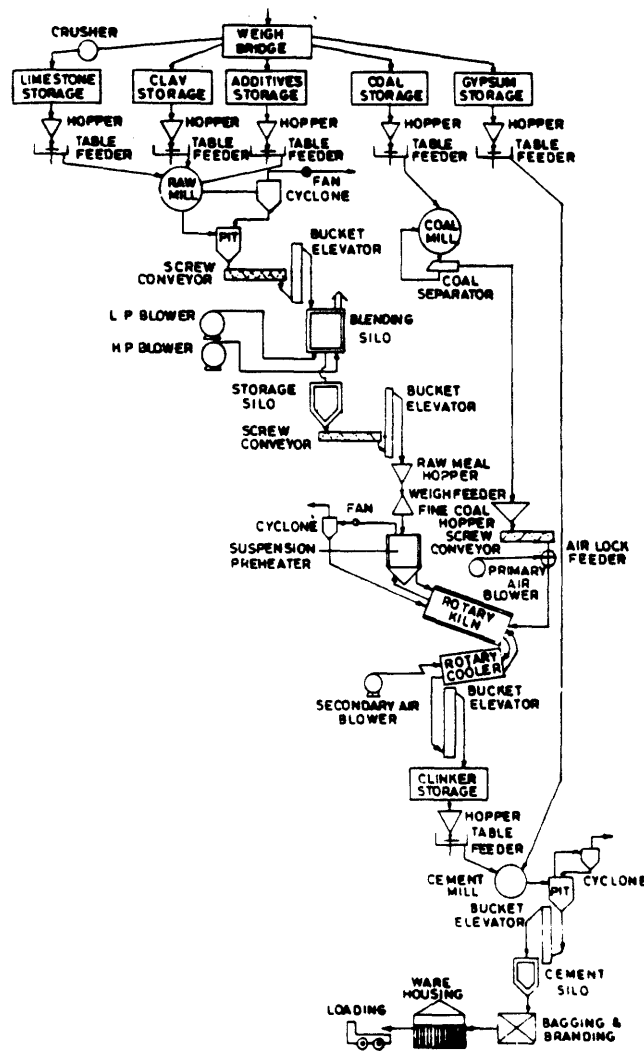 CRUSHER
WEIGH
BRIDGE
LIMESTONE
STORAGE
CLAY
STORAGE
ADDITIVES
STORAGE
COAL
STORAGE
GYPSUM
STORAGE
HOPPER
HOPPER
HOPPER
HOPPER
HOPPER
TABLE
FEEDER
TABLE
FEEDER
TABLE
FEEDER
TABLE
FEEDER
TABLE
FEEDER
RAW
MILL
FAN
CYCLONE
PIT
BUCKET
ELEVATOR
COAL
MILL
SCREW
CONVEYOR
COAL
SEPARATOR
L P BLOWER
H P BLOWER
BLENDING
SILO
STORAGE
SILO
BUCKET
ELEVATOR
SCREW
CONVEYOR
RAW MEAL
HOPPER
WEIGH FEEDER
FAN
FINE COAL
HOPPER
CYCLONE
SCREW
CONVEYOR
SUSPENSION
PREHEATER
AIR LOCK
FEEDER
PRIMARY
AIR
BLOWER
ROTARY
KILN
ROTARY
COOLER
SECONDARY AIR
BLOWER
BUCKET
ELEVATOR
CLINKER
STORAGE
HOPPER
TABLE
FEEDER
CEMENT
MILL
PIT
CYCLONE
BUCKET
ELEVATOR
CEMENT
SILO
WARE
HOUSING
LOADING
BAGGING &
BRANDING